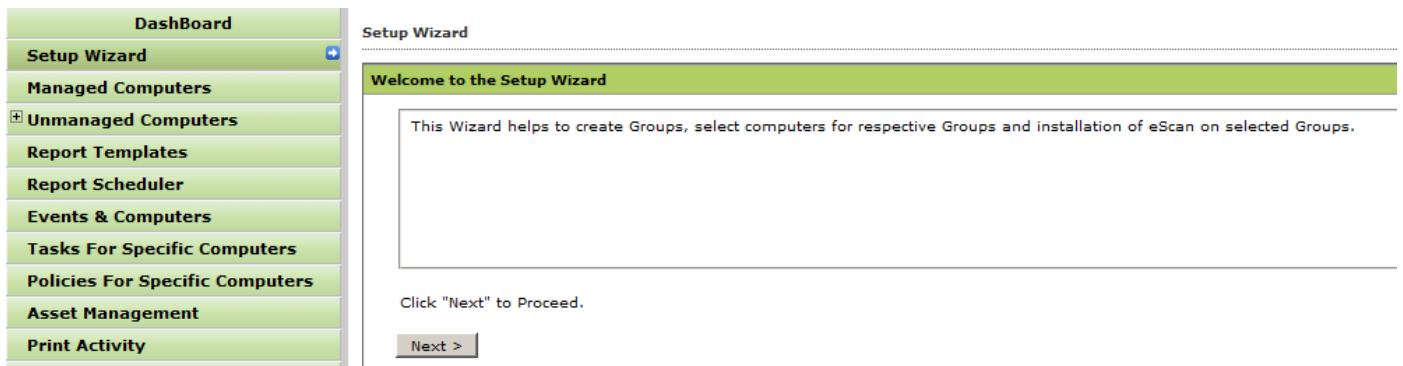 DashBoard
Setup Wizard
Managed Computers
Unmanaged Computers
Report Templates
Report Scheduler
Events & Computers
Tasks For Specific Computers
Policies For Specific Computers
Asset Management
Print Activity
Setup Wizard
Welcome to the Setup Wizard
This Wizard helps to create Groups, select computers for respective Groups and installation of eScan on selected Groups.
Click "Next" to Proceed.
Next >